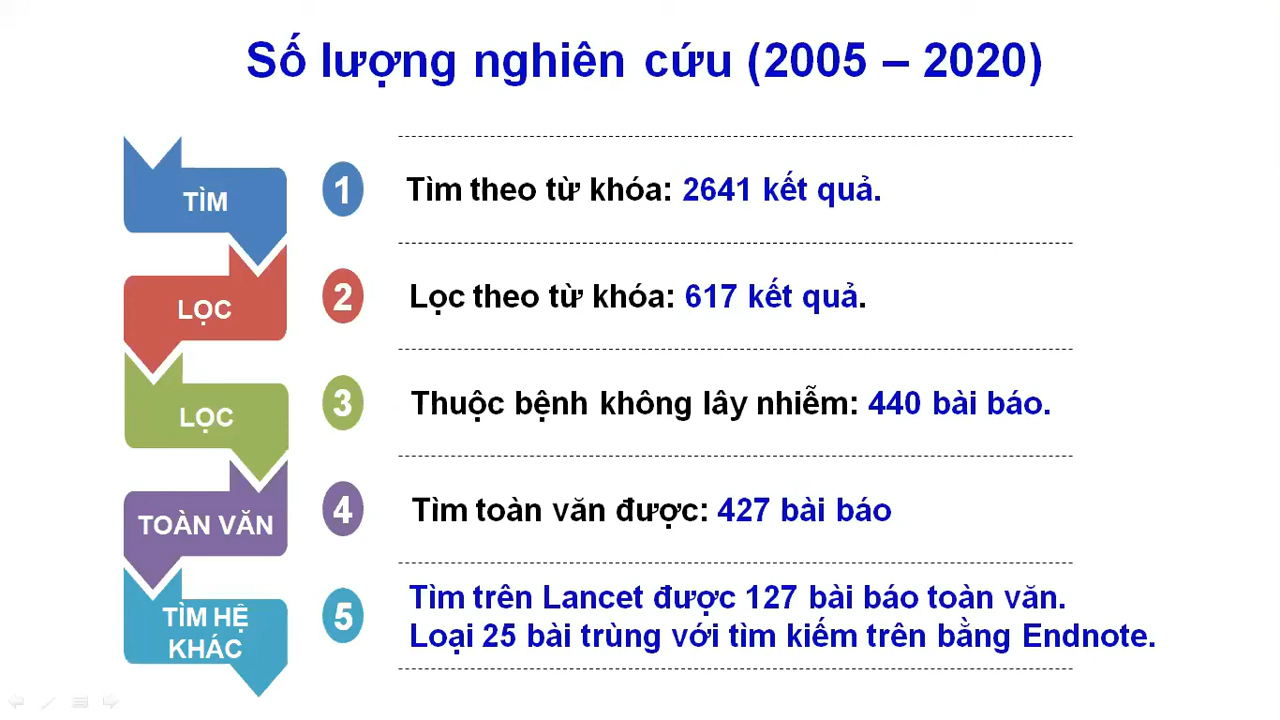 Số lượng nghiên cứu (2005 – 2020)
TÌM
1
Tìm theo từ khóa: 2641 kết quả.
LỌC
2
Lọc theo từ khóa: 617 kết quả.
LỌC
3
Thuộc bệnh không lây nhiễm: 440 bài báo.
TOÀN VĂN
4
Tìm toàn văn được: 427 bài báo
TÌM HỆ
KHÁC
5
Tìm trên Lancet được 127 bài báo toàn văn.
Loại 25 bài trùng với tìm kiếm trên bằng Endnote.